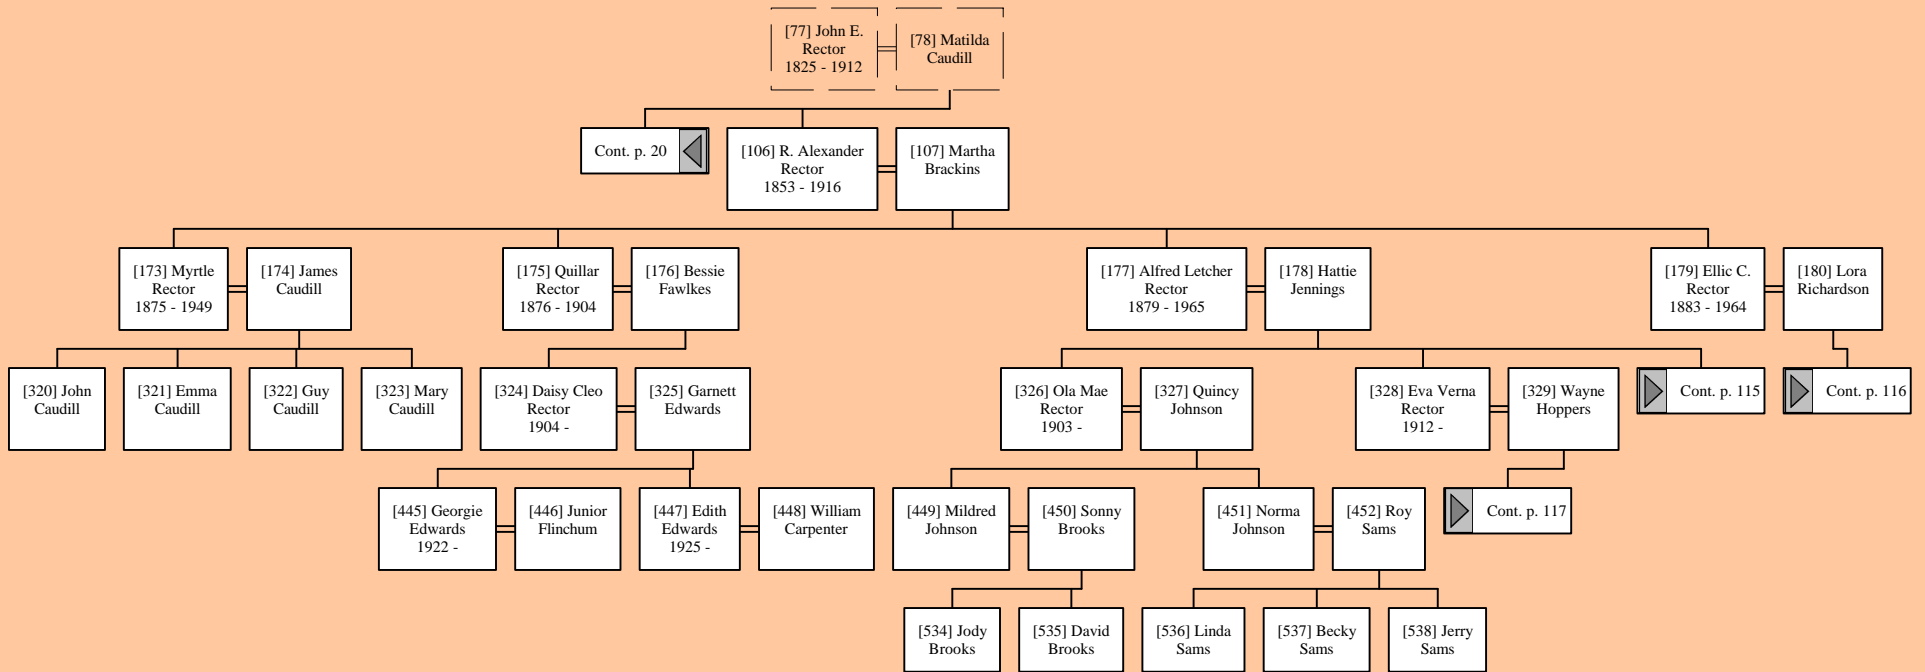 [77] John E.
Rector
1825 - 1912
[78] Matilda
Caudill
Cont. p. 20
[106] R. Alexander
Rector
1853 - 1916
[107] Martha
Brackins
[173] Myrtle
Rector
1875 - 1949
[174] James
Caudill
[175] Quillar
Rector
1876 - 1904
[176] Bessie
Fawlkes
[177] Alfred Letcher
Rector
1879 - 1965
[178] Hattie
Jennings
[179] Ellic C.
Rector
1883 - 1964
[180] Lora
Richardson
[320] John
Caudill
[321] Emma
Caudill
[322] Guy
Caudill
[323] Mary
Caudill
[324] Daisy Cleo
Rector
1904 -
[325] Garnett
Edwards
[326] Ola Mae
Rector
1903 -
[327] Quincy
Johnson
[328] Eva Verna
Rector
1912 -
[329] Wayne
Hoppers
Cont. p. 115
Cont. p. 116
[445] Georgie
Edwards
1922 -
[446] Junior
Flinchum
[447] Edith
Edwards
1925 -
[448] William
Carpenter
[449] Mildred
Johnson
[450] Sonny
Brooks
[451] Norma
Johnson
[452] Roy
Sams
Cont. p. 117
[534] Jody
Brooks
[535] David
Brooks
[536] Linda
Sams
[537] Becky
Sams
[538] Jerry
Sams